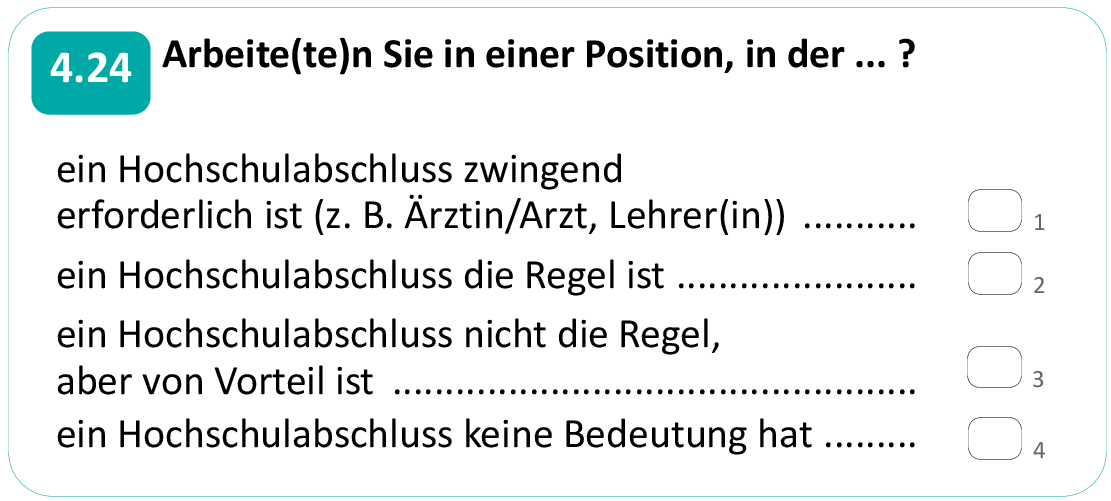 4.24 Arbeite(te)n Sie in einer Position, in der ... ?
ein Hochschulabschluss zwingend
erforderlich ist (z. B. Ärztin/Arzt, Lehrer(in)) ........... 1
ein Hochschulabschluss die Regel ist ....................... 2
ein Hochschulabschluss nicht die Regel,
aber von Vorteil ist .................................................. 3
ein Hochschulabschluss keine Bedeutung hat ......... 4